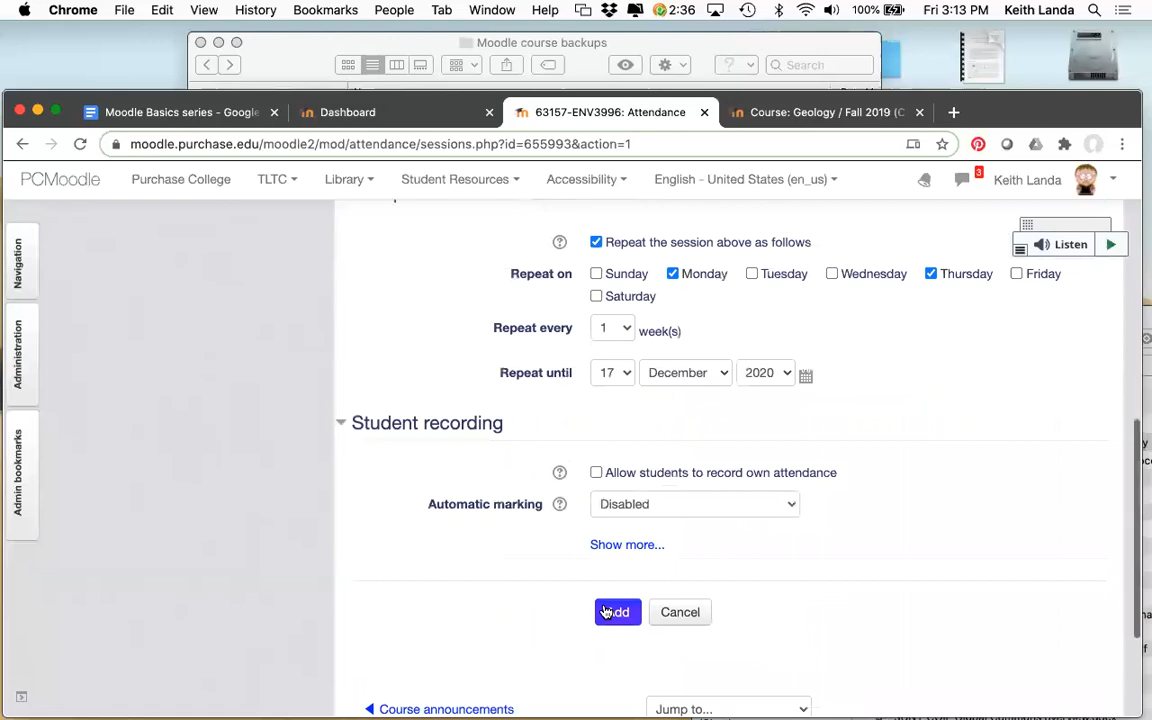 Chrome File Edit View History Bookmarks People Tab Window Help 2:36 100% Fri 3:13 PM Keith Landa
Moodle course backups
Search
Moodle Basics series - Google Dashboard 63157-ENV3996: Attendance Course: Geology / Fall 2019 (C
moodle.purchase.edu/moodle2/mod/attendance/sessions.php?id=655993&action=1
PCMoodle Purchase College TLTC Library Student Resources Accessibility English - United States (en_us) 3 Keith Landa
Listen
Navigation
Administration
Admin bookmarks
Repeat the session above as follows
Repeat on Sunday Monday Tuesday Wednesday Thursday Friday
Saturday
Repeat every 1 week(s)
Repeat until 17 December 2020
Student recording
Allow students to record own attendance
Automatic marking Disabled
Show more...
Add Cancel
Course announcements Jump to...